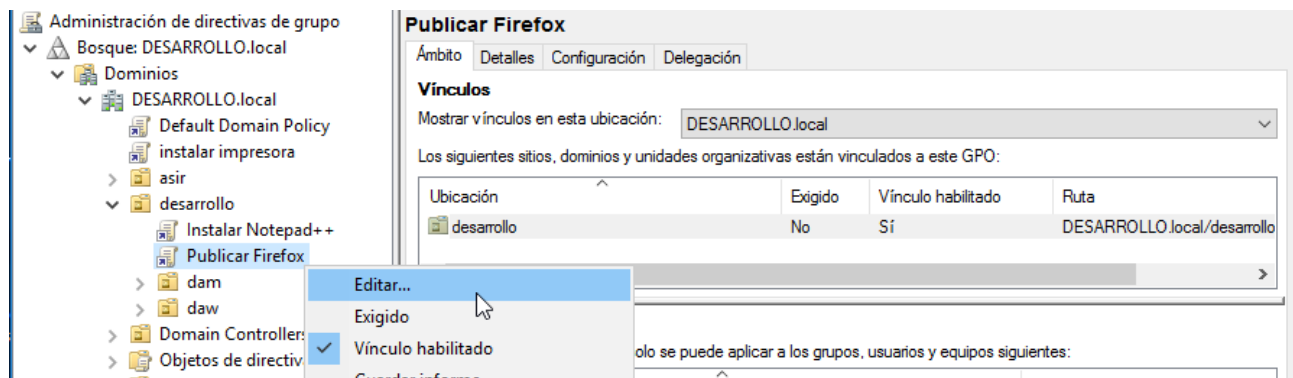 Administración de directivas de grupo
Bosque: DESARROLLO.local
Dominios
DESARROLLO.local
Default Domain Policy
instalar impresora
asir
desarrollo
Instalar Notepad++
Publicar Firefox
dam
daw
Domain Controllers
Objetos de directiv
Editar...
Exigido
Vínculo habilitado
Guardar informe
Publicar Firefox
Ámbito Detalles Configuración Delegación
Vínculos
Mostrar vínculos en esta ubicación: DESARROLLO.local
Los siguientes sitios, dominios y unidades organizativas están vinculados a este GPO:
Ubicación Exigido Vínculo habilitado Ruta
desarrollo No Sí DESARROLLO.local/desarrollo
olo se puede aplicar a los grupos, usuarios y equipos siguientes: